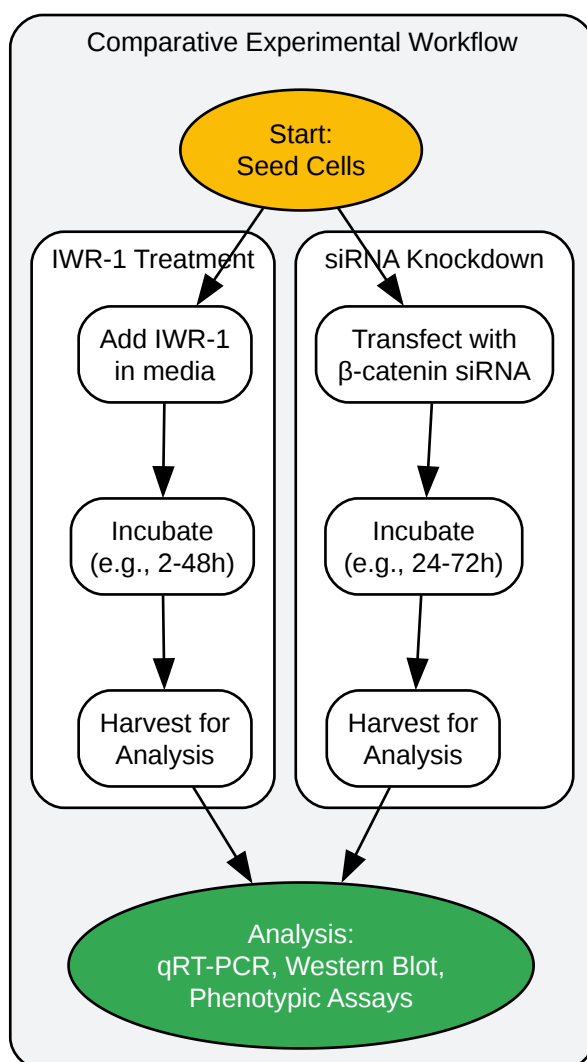 Comparative Experimental Workflow
Start:
Seed Cells
IWR-1 Treatment
Add IWR-1
in media
Incubate
(e.g., 2-48h)
Harvest for
Analysis
siRNA Knockdown
Transfect with
β-catenin siRNA
Incubate
(e.g., 24-72h)
Harvest for
Analysis
Analysis:
qRT-PCR, Western Blot,
Phenotypic Assays